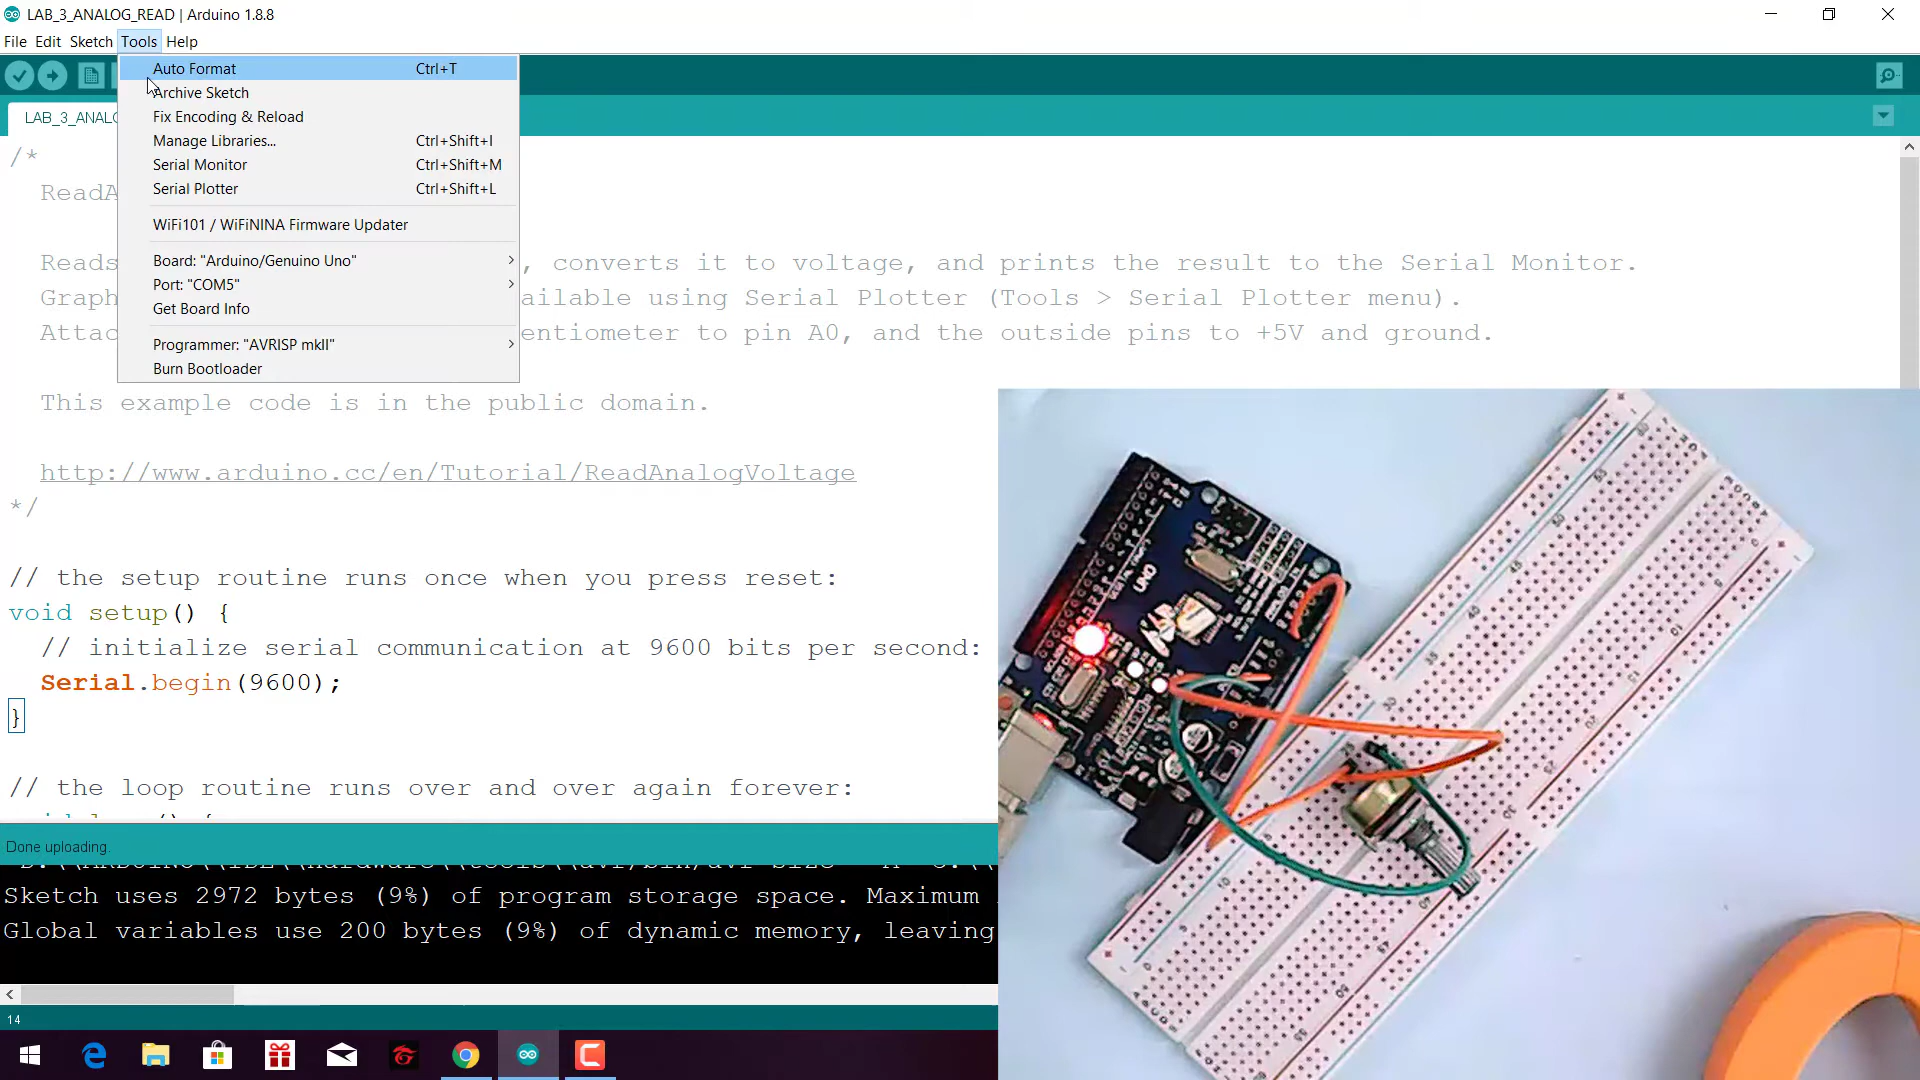 LAB_3_ANALOG_READ | Arduino 1.8.8
File Edit Sketch Tools Help
Auto Format Ctrl+T
Archive Sketch
Fix Encoding & Reload
Manage Libraries... Ctrl+Shift+I
Serial Monitor Ctrl+Shift+M
Serial Plotter Ctrl+Shift+L
WiFi101 / WiFiNINA Firmware Updater
Board: "Arduino/Genuino Uno"
Port: "COM5"
Get Board Info
Programmer: "AVRISP mkII"
Burn Bootloader
LAB_3_ANALO
/*
ReadA
Reads , converts it to voltage, and prints the result to the Serial Monitor.
Graph ailable using Serial Plotter (Tools > Serial Plotter menu).
Attac entiometer to pin A0, and the outside pins to +5V and ground.
This example code is in the public domain.
http://www.arduino.cc/en/Tutorial/ReadAnalogVoltage
*/
// the setup routine runs once when you press reset:
void setup() {
// initialize serial communication at 9600 bits per second:
Serial.begin(9600);
}
// the loop routine runs over and over again forever:
Done uploading.
Sketch uses 2972 bytes (9%) of program storage space. Maximum
Global variables use 200 bytes (9%) of dynamic memory, leaving
14
UNO